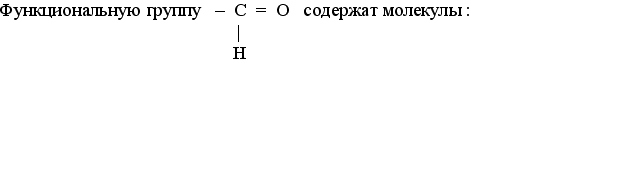 Функциональную группу – C = O содержат молекулы :
|
H